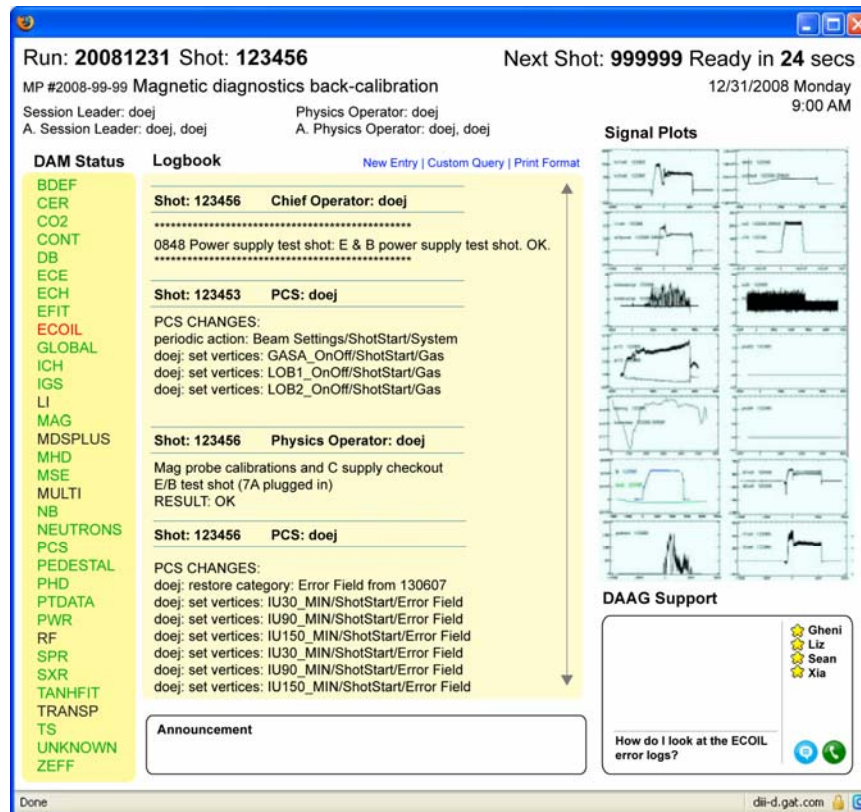 Run: 20081231 Shot: 123456
Next Shot: 999999 Ready in 24 secs
MP #2008-99-99 Magnetic diagnostics back-calibration
12/31/2008 Monday
9:00 AM
Session Leader: doej
Physics Operator: doej
A. Session Leader: doej, doej
A. Physics Operator: doej, doej
DAM Status
BDEF
CER
CO2
CONT
DB
ECE
ECH
EFIT
ECOIL
GLOBAL
ICH
IGS
LI
MAG
MDSPLUS
MHD
MSE
MULTI
NB
NEUTRONS
PCS
PEDESTAL
PHD
PTDATA
PWR
RF
SPR
SXR
TANHFIT
TRANSP
TS
UNKNOWN
ZEFF
Logbook
New Entry | Custom Query | Print Format
Shot: 123456 Chief Operator: doej
************************************************
0848 Power supply test shot: E & B power supply test shot. OK.
************************************************
Shot: 123453 PCS: doej
PCS CHANGES:
periodic action: Beam Settings/ShotStart/System
doej: set vertices: GASA_OnOff/ShotStart/Gas
doej: set vertices: LOB1_OnOff/ShotStart/Gas
doej: set vertices: LOB2_OnOff/ShotStart/Gas
Shot: 123456 Physics Operator: doej
Mag probe calibrations and C supply checkout
E/B test shot (7A plugged in)
RESULT: OK
Shot: 123456 PCS: doej
PCS CHANGES:
doej: restore category: Error Field from 130607
doej: set vertices: IU30_MIN/ShotStart/Error Field
doej: set vertices: IU90_MIN/ShotStart/Error Field
doej: set vertices: IU150_MIN/ShotStart/Error Field
doej: set vertices: IU30_MIN/ShotStart/Error Field
doej: set vertices: IU90_MIN/ShotStart/Error Field
doej: set vertices: IU150_MIN/ShotStart/Error Field
Announcement
Signal Plots
DAAG Support
Gheni
Liz
Sean
Xia
How do I look at the ECOIL
error logs?
Done
diii-d.gat.com